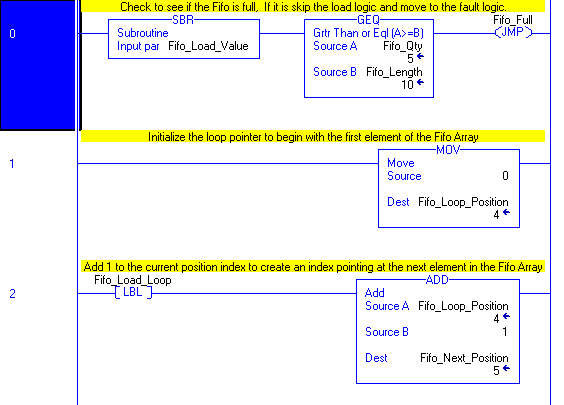 Check to see if the Fifo is full, If it is skip the load logic and move to the fault logic.
0
SBR
Subroutine
Input par Fifo_Load_Value
GEQ
Grtr Than or Eql (A>=B)
Source A Fifo_Qty
5
Source B Fifo_Length
10
Fifo_Full
JMP
Initialize the loop pointer to begin with the first element of the Fifo Array
1
MOV
Move
Source 0
Dest Fifo_Loop_Position
4
Add 1 to the current position index to create an index pointing at the next element in the Fifo Array
2
Fifo_Load_Loop
LBL
ADD
Add
Source A Fifo_Loop_Position
4
Source B 1
Dest Fifo_Next_Position
5